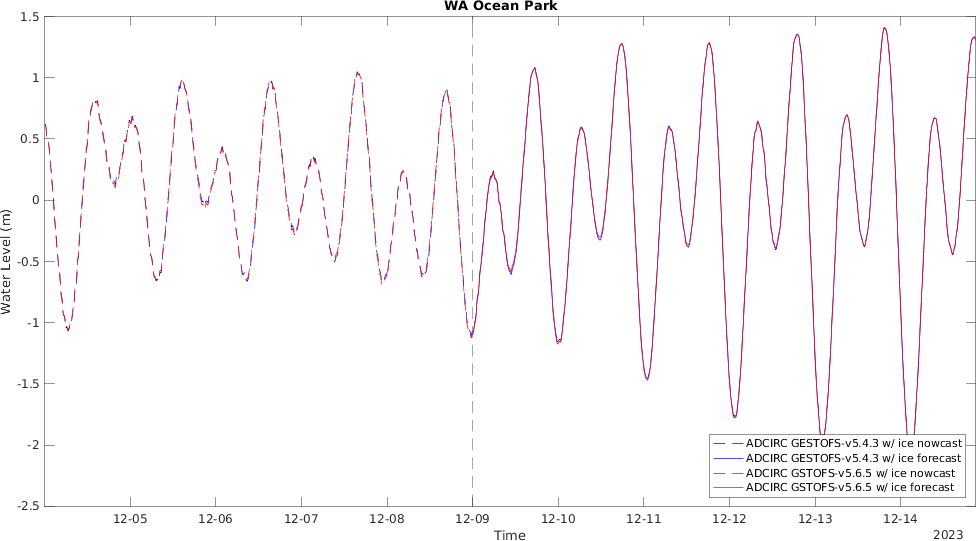 WA Ocean Park
1.5
1
0.5
0
-0.5
-1
-1.5
-2
-2.5
Water Level (m)
ADCIRC GESTOFS-v5.4.3 w/ ice nowcast
ADCIRC GESTOFS-v5.4.3 w/ ice forecast
ADCIRC GSTOFS-v5.6.5 w/ ice nowcast
ADCIRC GSTOFS-v5.6.5 w/ ice forecast
12-05 12-06 12-07 12-08 12-09 12-10 12-11 12-12 12-13 12-14
Time
2023